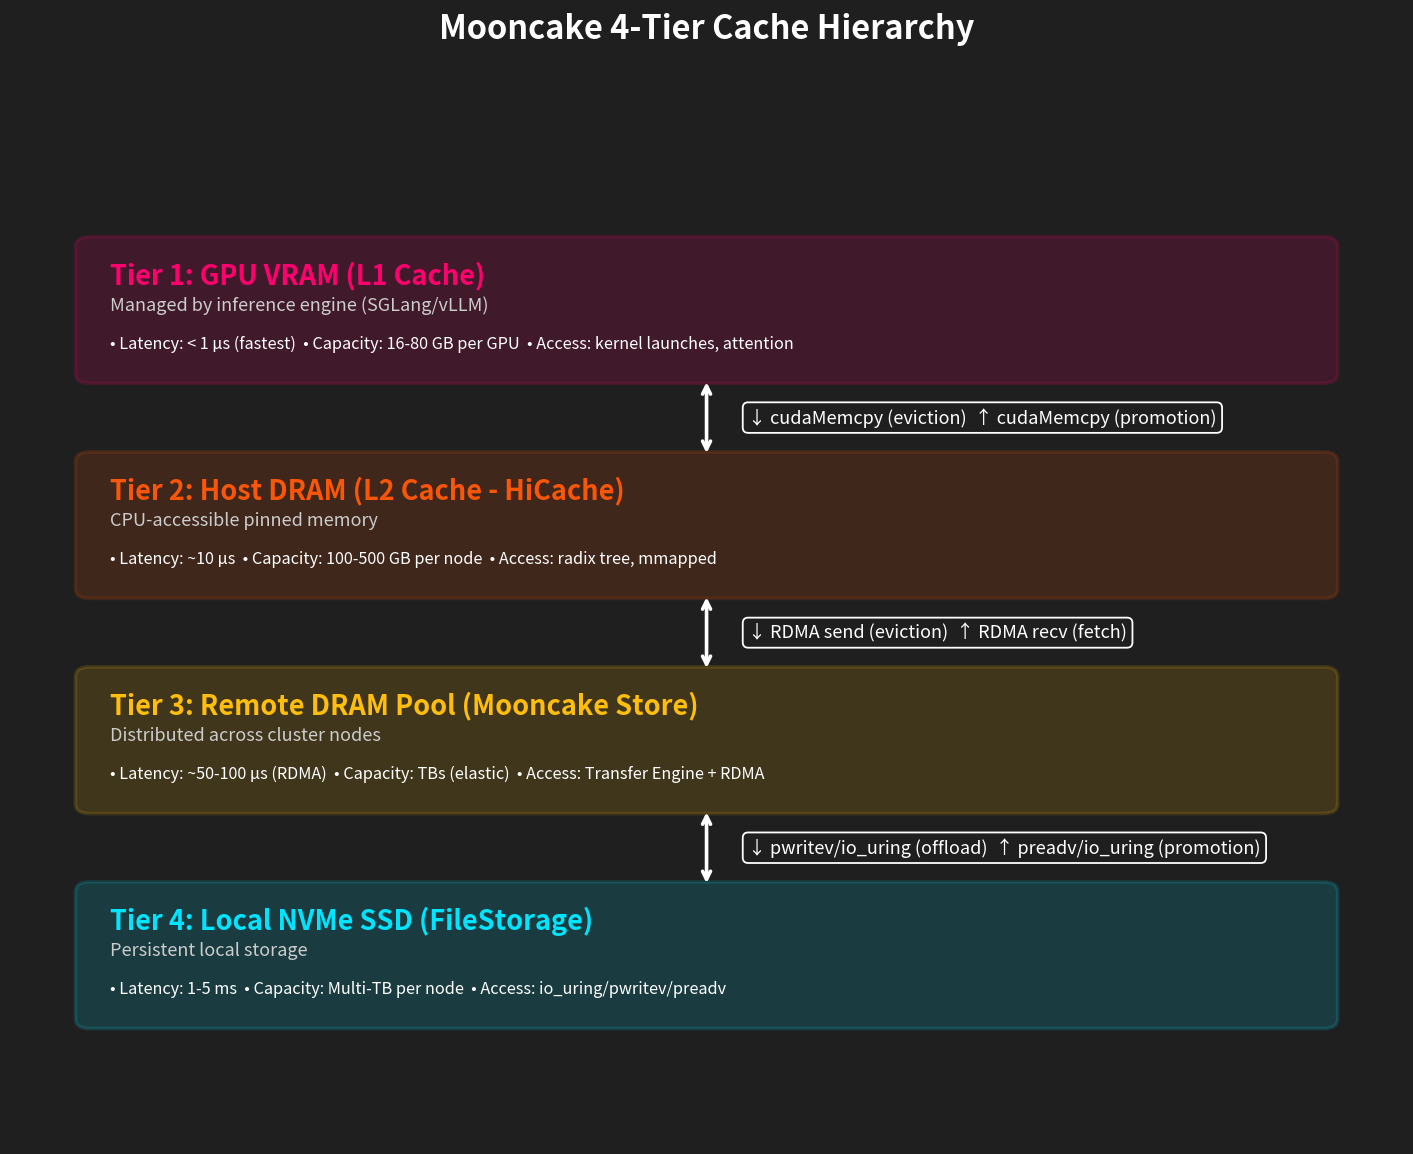 Mooncake 4-Tier Cache Hierarchy
Tier 1: GPU VRAM (L1 Cache)
Managed by inference engine (SGLang/vLLM)
• Latency: < 1 μs (fastest) • Capacity: 16-80 GB per GPU • Access: kernel launches, attention
↓ cudaMemcpy (eviction) ↑ cudaMemcpy (promotion)
Tier 2: Host DRAM (L2 Cache - HiCache)
CPU-accessible pinned memory
• Latency: ~10 μs • Capacity: 100-500 GB per node • Access: radix tree, mmapped
↓ RDMA send (eviction) ↑ RDMA recv (fetch)
Tier 3: Remote DRAM Pool (Mooncake Store)
Distributed across cluster nodes
• Latency: ~50-100 μs (RDMA) • Capacity: TBs (elastic) • Access: Transfer Engine + RDMA
↓ pwritev/io_uring (offload) ↑ preadv/io_uring (promotion)
Tier 4: Local NVMe SSD (FileStorage)
Persistent local storage
• Latency: 1-5 ms • Capacity: Multi-TB per node • Access: io_uring/pwritev/preadv